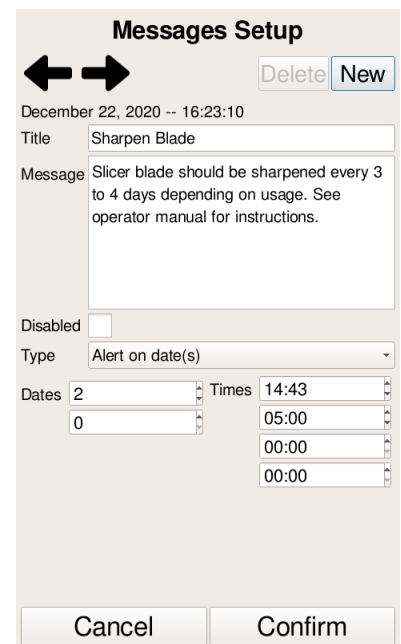 Messages Setup
Delete New
December 22, 2020 -- 16:23:10
Title Sharpen Blade
Message Slicer blade should be sharpened every 3
to 4 days depending on usage. See
operator manual for instructions.
Disabled
Type Alert on date(s)
Dates 2 Times 14:43
0 05:00
00:00
00:00
Cancel Confirm